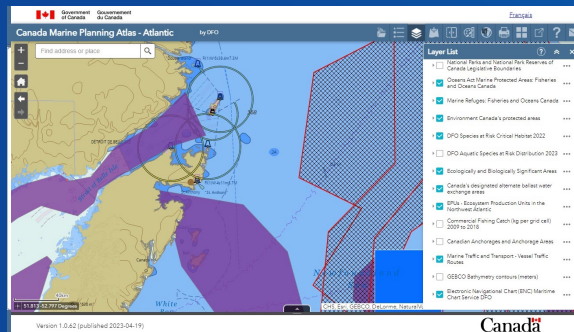 Government
of Canada
Gouvernement
du Canada
Français
Canada Marine Planning Atlas - Atlantic
by DFO
Find address or place
Layer List
National Parks and National Park Reserves of
Canada Legislative Boundaries
Oceans Act Marine Protected Areas: Fisheries
and Oceans Canada
Marine Refuges: Fisheries and Oceans Canada
Environment Canada's protected areas
DFO Species at Risk Critical Habitat 2022
DFO Aquatic Species at Risk Distribution 2023
Ecologically and Biologically Significant Areas
Canada's designated alternate ballast water
exchange areas
EPUs - Ecosystem Production Units in the
Northwest Atlantic
Commercial Fishing Catch (kg per grid cell)
2009 to 2018
Canadian Anchorages and Anchorage Areas
Marine Traffic and Transport - Vessel Traffic
Routes
GEBCO Bathymetry contours (meters)
Electronic Navigational Chart (ENC) Maritime
Chart Service DFO
White
51.813 -52.797 Degrees
CHS, Esri, GEBCO, DeLorme, NaturalV
Version 1.0.62 (published 2023-04-19)
Canada